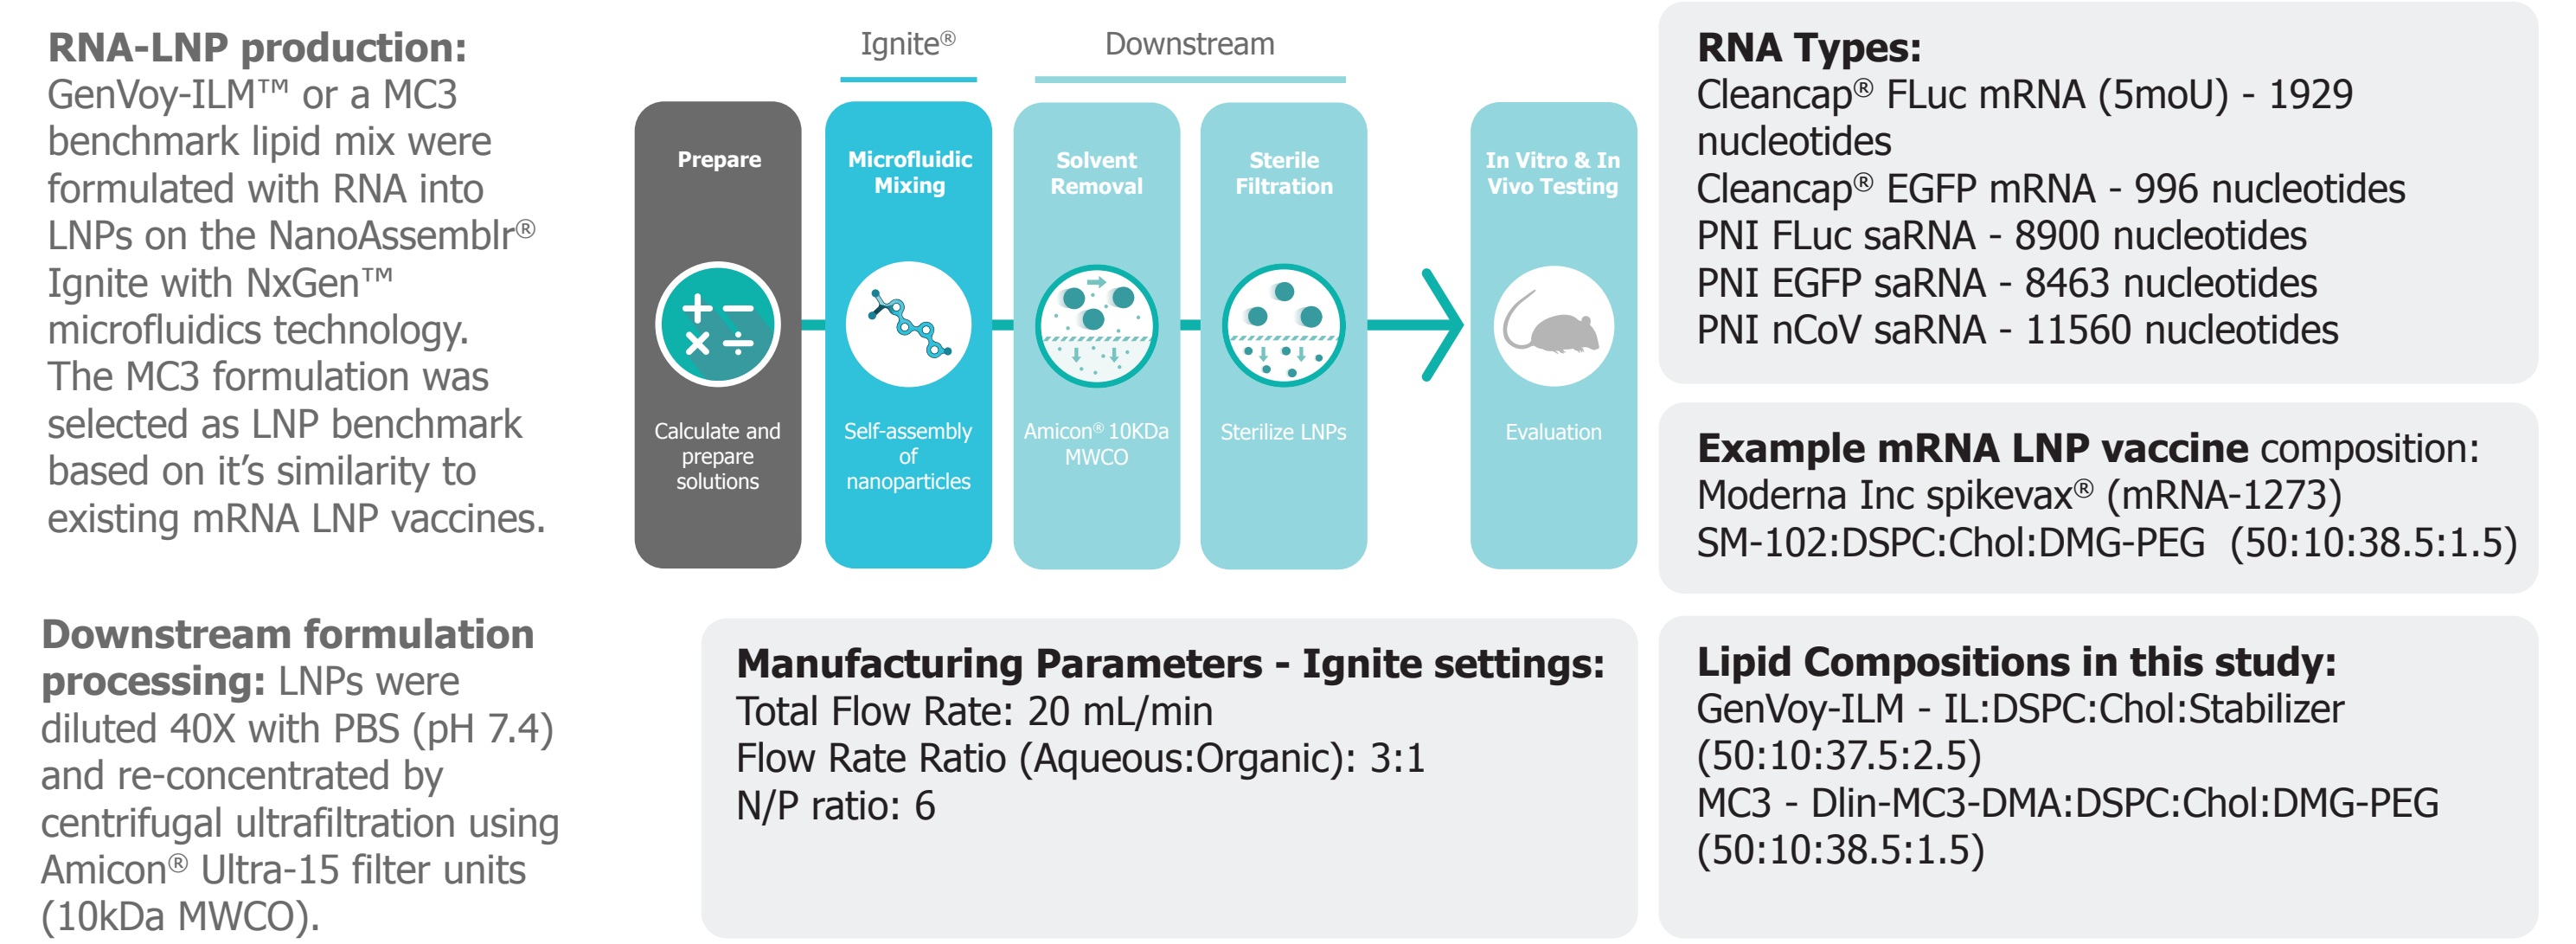 RNA-LNP production:
GenVoy-ILM™ or a MC3
benchmark lipid mix were
formulated with RNA into
LNPs on the NanoAssemblr®
Ignite with NxGen™
microfluidics technology.
The MC3 formulation was
selected as LNP benchmark
based on it’s similarity to
existing mRNA LNP vaccines.
Downstream formulation
processing: LNPs were
diluted 40X with PBS (pH 7.4)
and re-concentrated by
centrifugal ultrafiltration using
Amicon® Ultra-15 filter units
(10kDa MWCO).
Ignite®
Downstream
Prepare
Calculate and
prepare
solutions
Microfluidic
Mixing
Self-assembly
of
nanoparticles
Solvent
Removal
Amicon® 10KDa
MWCO
Sterile
Filtration
Sterilize LNPs
In Vitro & In
Vivo Testing
Evaluation
Manufacturing Parameters - Ignite settings:
Total Flow Rate: 20 mL/min
Flow Rate Ratio (Aqueous:Organic): 3:1
N/P ratio: 6
RNA Types:
Cleancap® FLuc mRNA (5moU) - 1929
nucleotides
Cleancap® EGFP mRNA - 996 nucleotides
PNI FLuc saRNA - 8900 nucleotides
PNI EGFP saRNA - 8463 nucleotides
PNI nCoV saRNA - 11560 nucleotides
Example mRNA LNP vaccine composition:
Moderna Inc spikevax® (mRNA-1273)
SM-102:DSPC:Chol:DMG-PEG (50:10:38.5:1.5)
Lipid Compositions in this study:
GenVoy-ILM - IL:DSPC:Chol:Stabilizer
(50:10:37.5:2.5)
MC3 - Dlin-MC3-DMA:DSPC:Chol:DMG-PEG
(50:10:38.5:1.5)